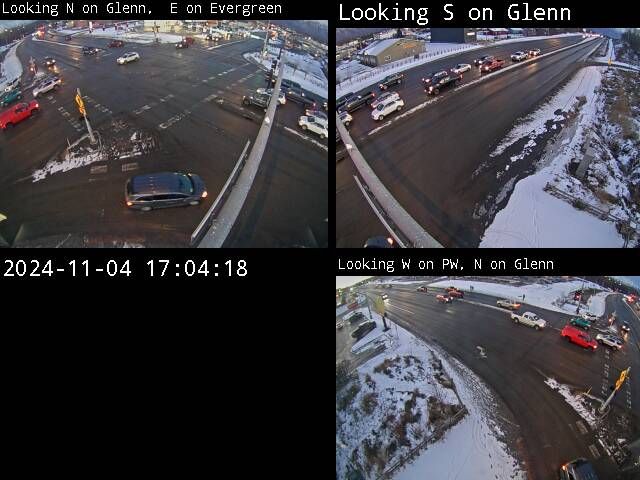 Looking N on Glenn,  E on Evergreen
Looking S on Glenn
2024-11-04 17:04:18
Looking W on PW, N on Glenn